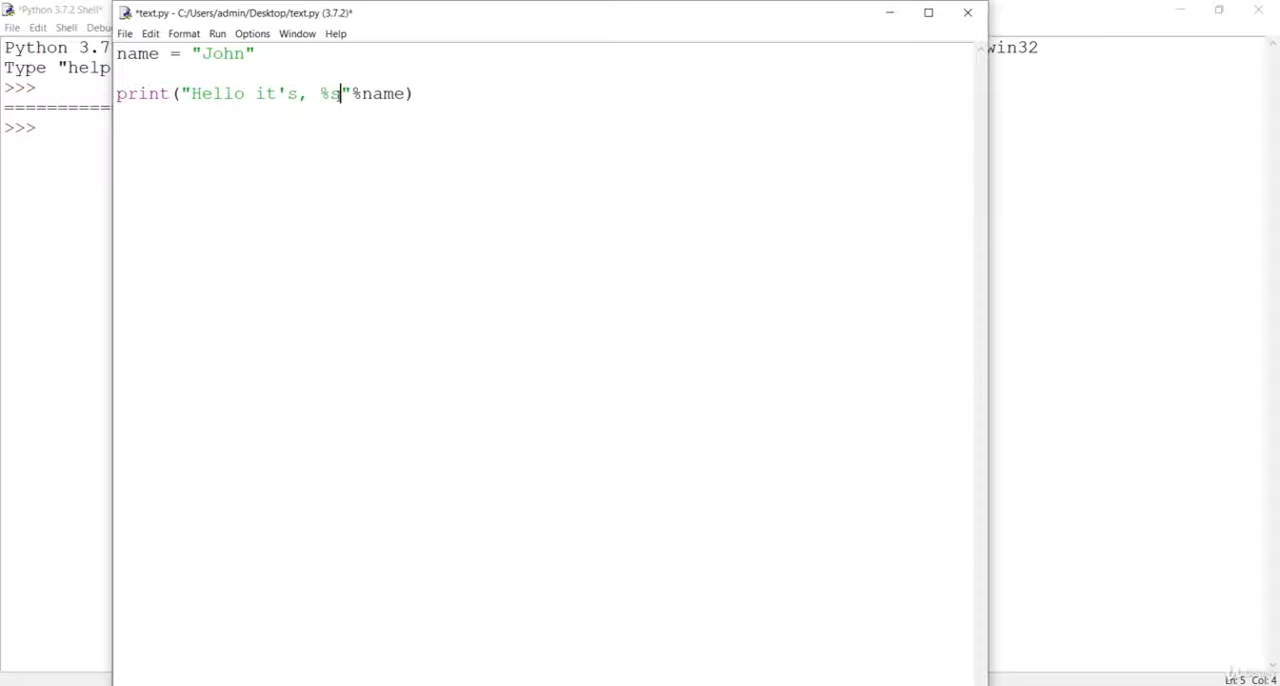 *Python 3.7.2 Shell*
File Edit Shell Debu
Python 3.7
Type "help
>>>
==========
>>>
*text.py - C:/Users/admin/Desktop/text.py (3.7.2)*
File Edit Format Run Options Window Help
name = "John"
print("Hello it's, %s"%name)
win32
Ln: 5 Col: 4